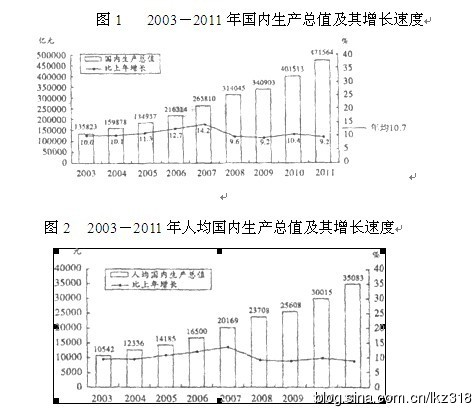 图 1 2003－2011 年国内生产总值及其增长速度
亿元 %
500000 471564 40
450000 国内生产总值 401513 35
400000 比上年增长 340903 30
350000 314045
300000 263810 25
250000 216314 20
200000 159878 184937 15
150000 135823 年均10.7
100000 10.0 10.1 11.3 12.7 14.2 9.6 9.2 10.4 9.2 10
50000 5
0 0
2003 2004 2005 2006 2007 2008 2009 2010 2011
图 2 2003－2011 年人均国内生产总值及其增长速度
元 %
40000 35083 40
35000 人均国内生产总值 30015 35
30000 比上年增长 25608 30
25000 23708 25
20000 20169 20
15000 10542 12336 14185 16500 15
10000 10
5000 5
0 0
2003 2004 2005 2006 2007 2008 2009
blog.sina.com.cn/lkz318